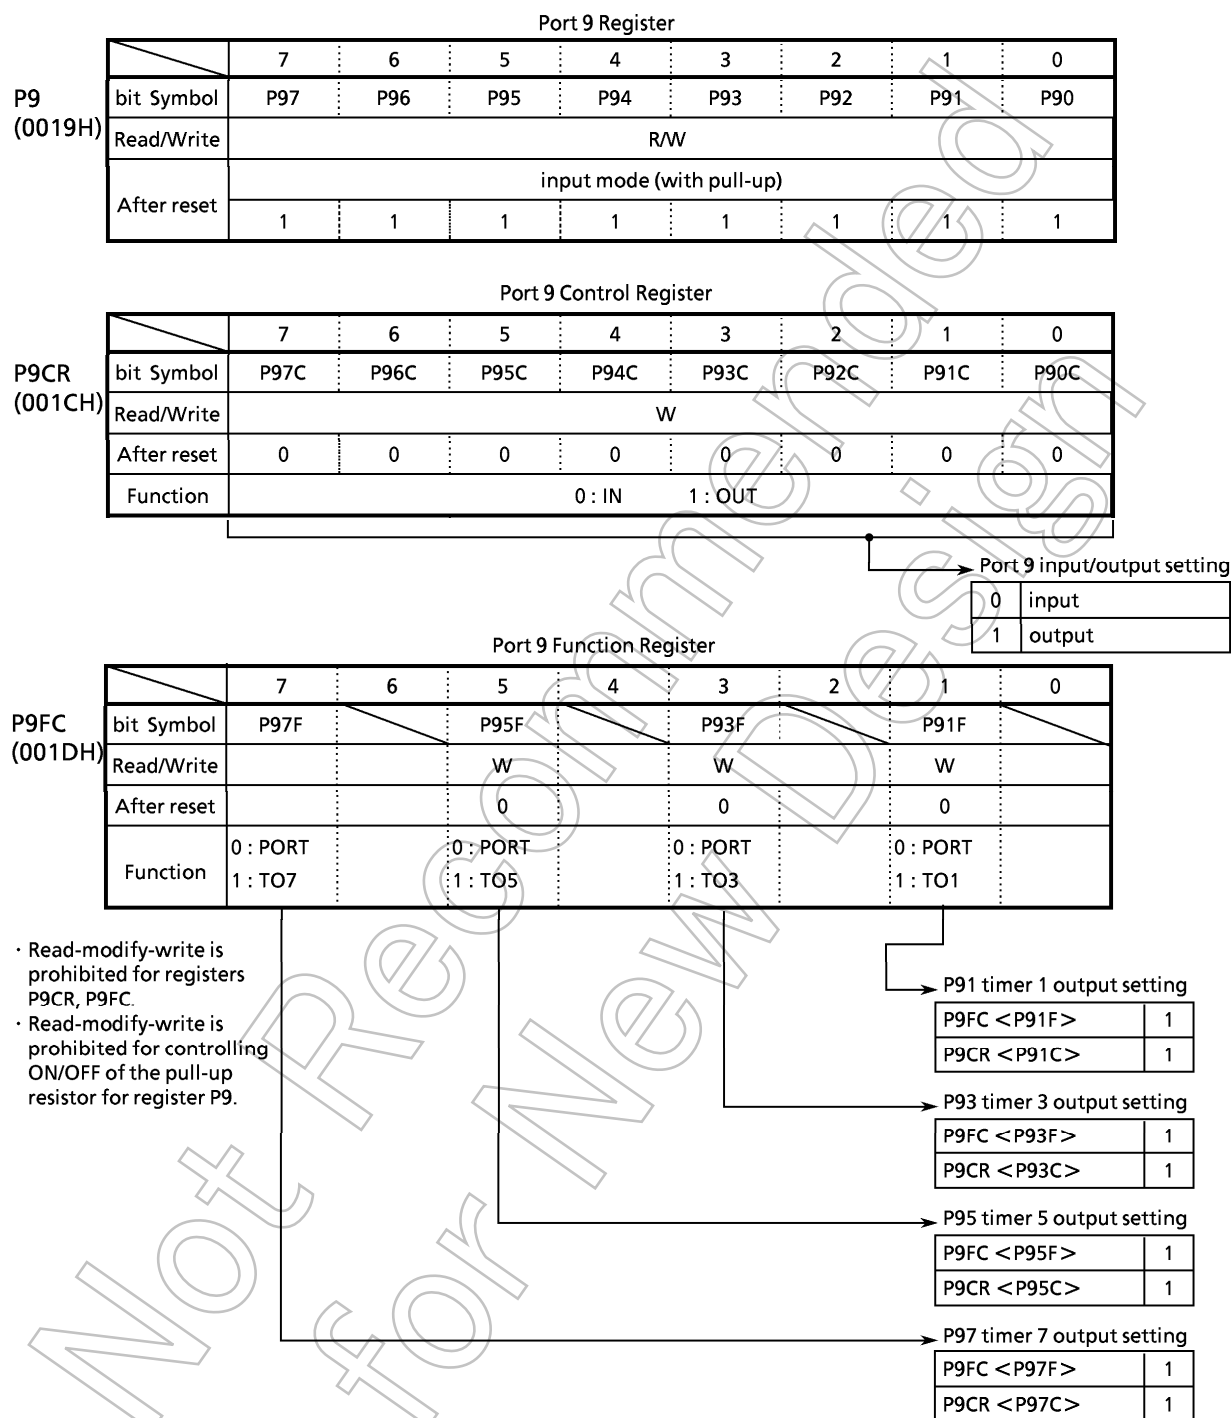 Port 9 Register
7 6 5 4 3 2 1 0
P9
(0019H)
bit Symbol P97 P96 P95 P94 P93 P92 P91 P90
Read/Write R/W
After reset
input mode (with pull-up)
1 1 1 1 1 1 1 1
Port 9 Control Register
7 6 5 4 3 2 1 0
P9CR
(001CH)
bit Symbol P97C P96C P95C P94C P93C P92C P91C P90C
Read/Write W
After reset 0 0 0 0 0 0 0 0
Function 0 : IN 1 : OUT
Port 9 input/output setting
0 input
1 output
Port 9 Function Register
7 6 5 4 3 2 1 0
P9FC
(001DH)
bit Symbol P97F P95F P93F P91F
Read/Write W W W
After reset 0 0 0
Function
0 : PORT 0 : PORT 0 : PORT 0 : PORT
1 : TO7 1 : TO5 1 : TO3 1 : TO1
· Read-modify-write is
prohibited for registers
P9CR, P9FC.
· Read-modify-write is
prohibited for controlling
ON/OFF of the pull-up
resistor for register P9.
P91 timer 1 output setting
P9FC <P91F> 1
P9CR <P91C> 1
P93 timer 3 output setting
P9FC <P93F> 1
P9CR <P93C> 1
P95 timer 5 output setting
P9FC <P95F> 1
P9CR <P95C> 1
P97 timer 7 output setting
P9FC <P97F> 1
P9CR <P97C> 1
Not Recommended
for New Design